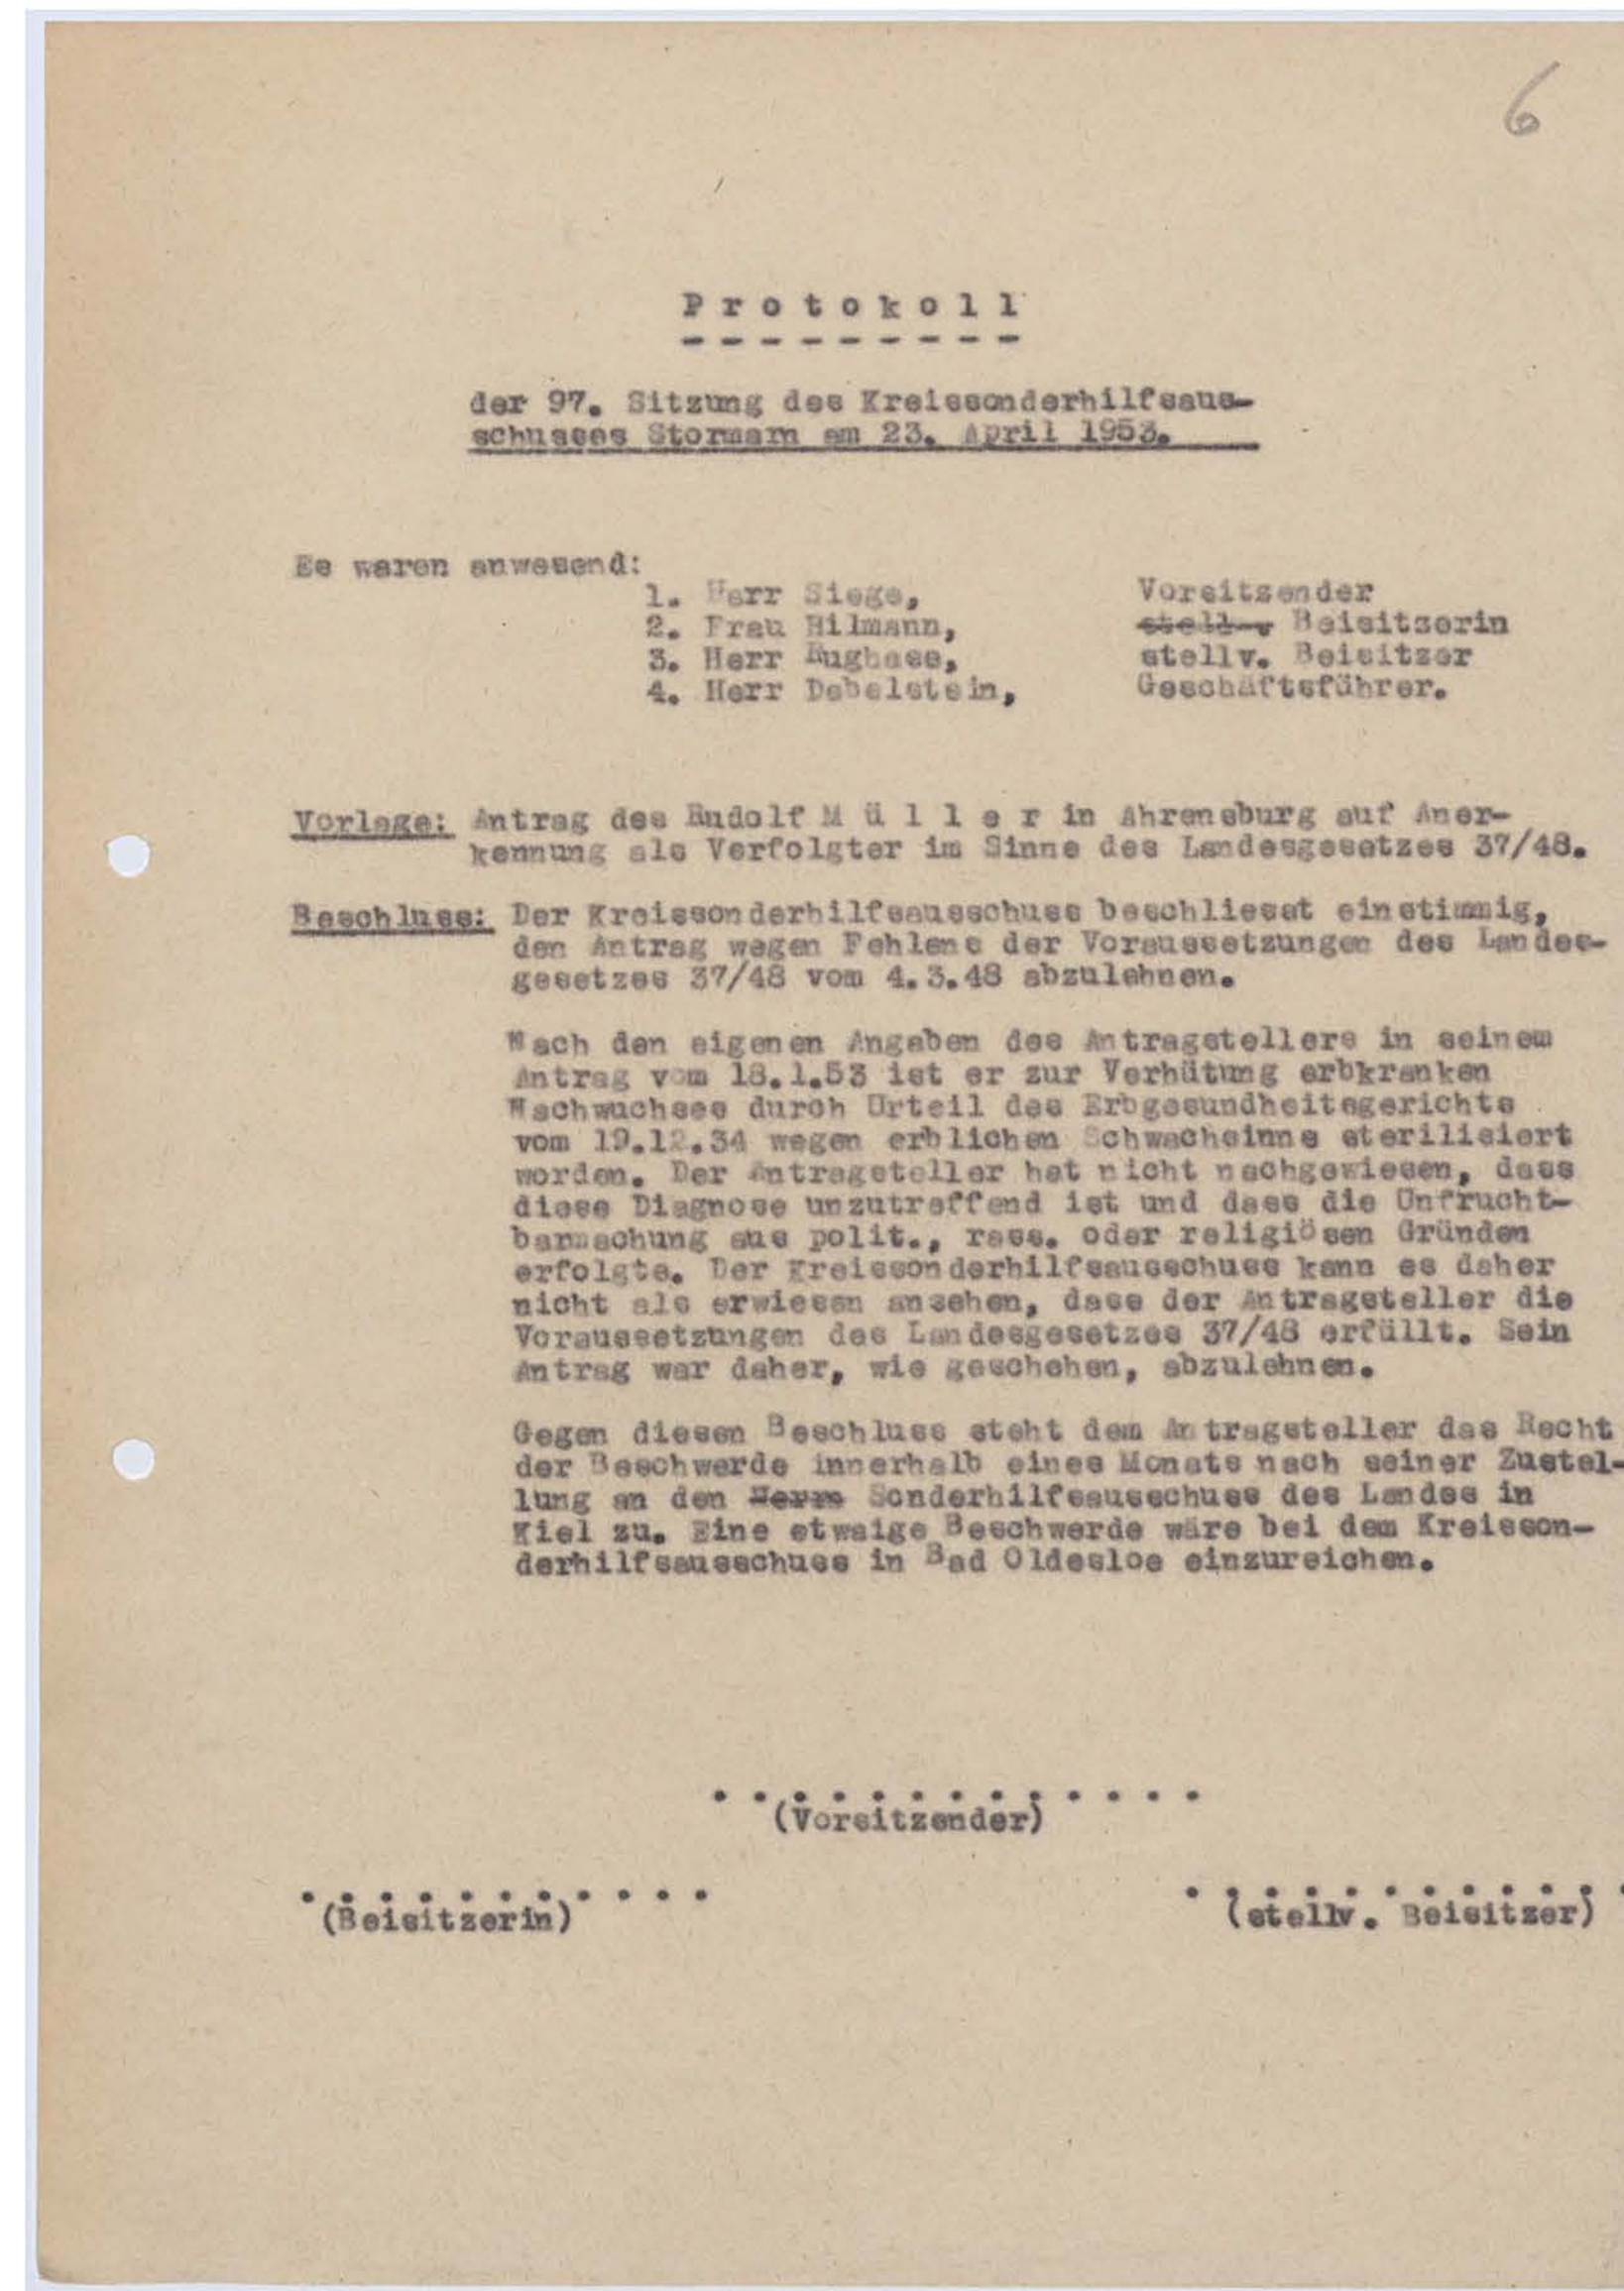 6
P r o t o k o l l
- - - - - - - - -
der 97. Sitzung des Kreissonderhilfsaus-
schusses Stormarn am 23. April 1953.
Es waren anwesend:
1. Herr Siege, Vorsitzender
2. Frau Hilmann, stellv Beisitzerin
3. Herr Rughase, stellv. Beisitzer
4. Herr Dabelstein, Geschäftsführer.
Vorlage: Antrag des Rudolf M ü l l e r in Ahrensburg auf Aner-
kennung als Verfolgter im Sinne des Landesgesetzes 37/48.
Beschluss: Der Kreissonderhilfsausschuss beschliesst einstimmig,
den Antrag wegen Fehlens der Voraussetzungen des Landes-
gesetzes 37/48 vom 4.3.48 abzulehnen.
Nach den eigenen Angaben des Antragstellers in seinem
Antrag vom 18.1.53 ist er zur Verhütung erbkranken
Nachwuchses durch Urteil des Erbgesundheitsgerichts
vom 19.12.34 wegen erblichen Schwachsinns sterilisiert
worden. Der Antragsteller hat nicht nachgewiesen, dass
diese Diagnose unzutreffend ist und dass die Unfrucht-
barmachung aus polit., rass. oder religiösen Gründen
erfolgte. Der Kreissonderhilfsausschuss kann es daher
nicht als erwiesen ansehen, dass der Antragsteller die
Voraussetzungen des Landesgesetzes 37/48 erfüllt. Sein
Antrag war daher, wie geschehen, abzulehnen.
Gegen diesen Beschluss steht dem Antragsteller das Recht
der Beschwerde innerhalb eines Monats nach seiner Zustel-
lung an den Herrn Sonderhilfsausschuss des Landes in
Kiel zu. Eine etwaige Beschwerde wäre bei dem Kreisson-
derhilfsausschuss in Bad Oldesloe einzureichen.
. . . . . . . . . . . . .
(Vorsitzender)
. . . . . . . . . . .
(Beisitzerin)
. . . . . . . . . . . .
(stellv. Beisitzer)